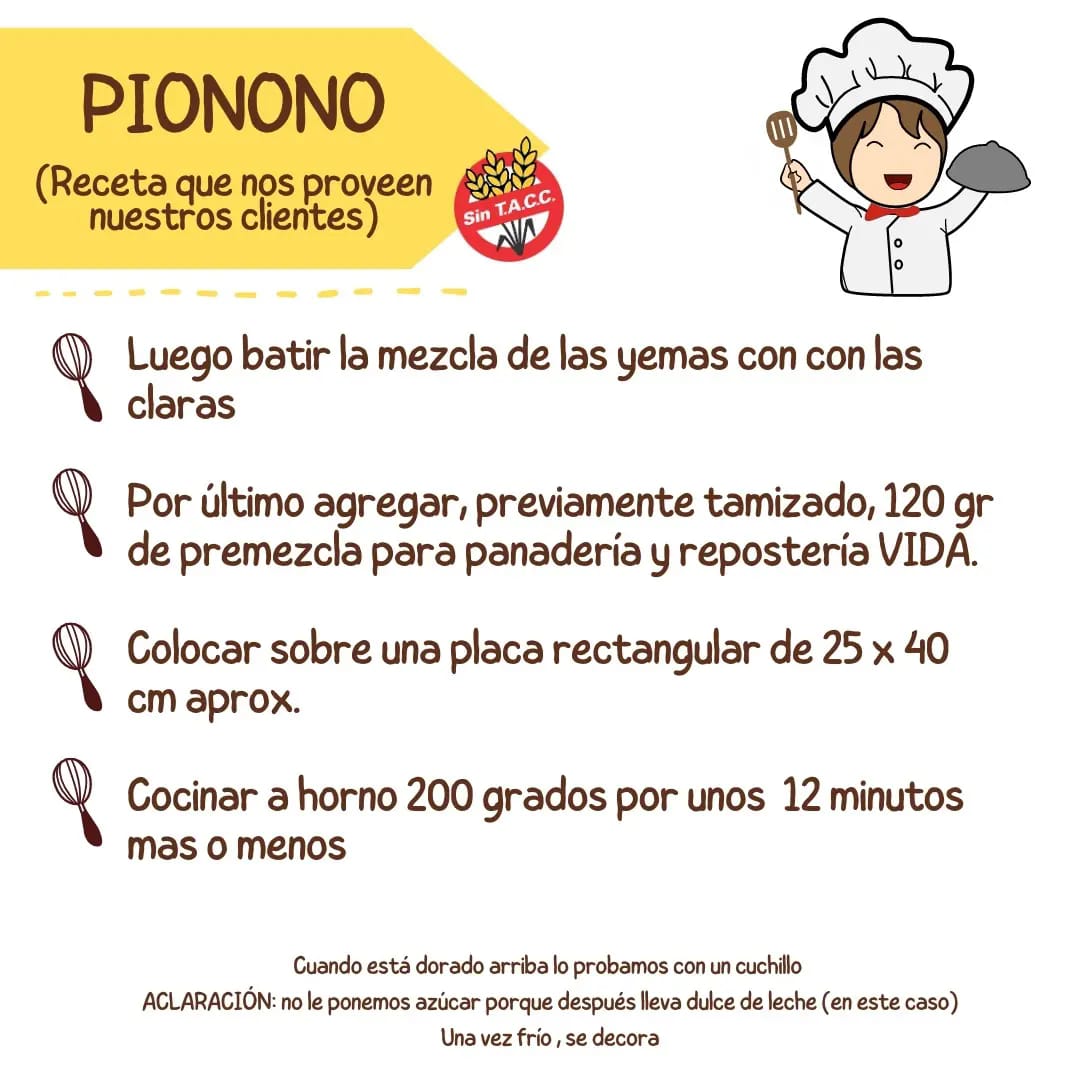 PIONONO
(Receta que nos proveen
nuestros clientes)
Sin T.A.C.C.
Luego batir la mezcla de las yemas con con las
claras
Por último agregar, previamente tamizado, 120 gr
de premezcla para panadería y repostería VIDA.
Colocar sobre una placa rectangular de 25 x 40
cm aprox.
Cocinar a horno 200 grados por unos 12 minutos
mas o menos
Cuando está dorado arriba lo probamos con un cuchillo
ACLARACIÓN: no le ponemos azúcar porque después lleva dulce de leche (en este caso)
Una vez frío , se decora